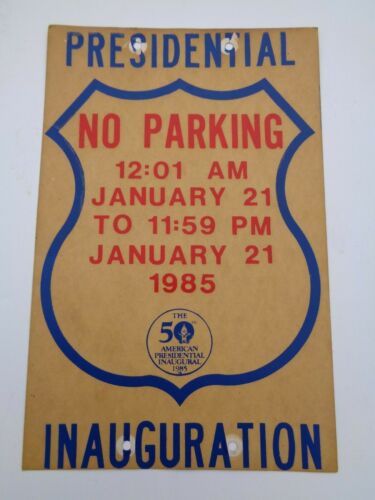 PRESIDENTIAL
NO PARKING
12:01 AM
JANUARY 21
TO 11:59 PM
JANUARY 21
1985
THE
50TH
AMERICAN
PRESIDENTIAL
INAUGURAL
1985
INAUGURATION